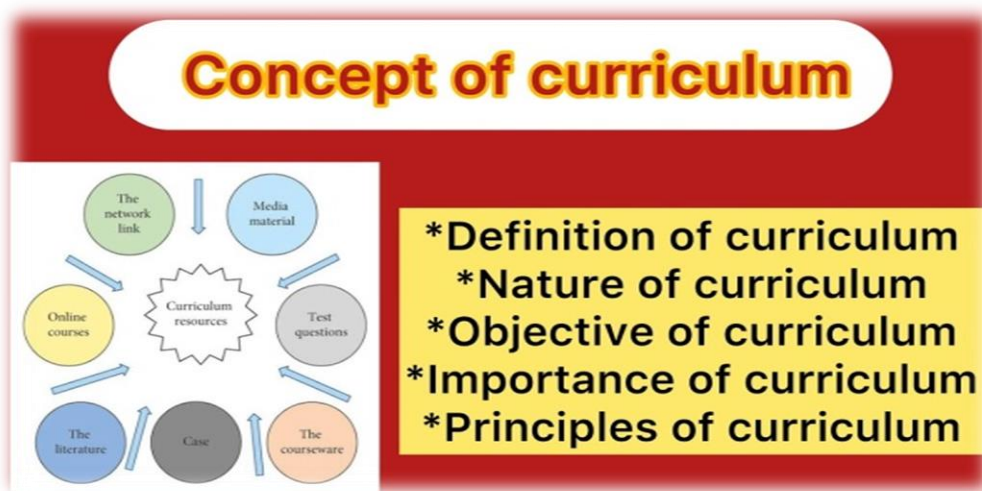 Concept of curriculum
The
network
link
Media
material
Online
courses
Curriculum
resources
Test
questions
The
literature
Case
The
courseware
*Definition of curriculum
*Nature of curriculum
*Objective of curriculum
*Importance of curriculum
*Principles of curriculum